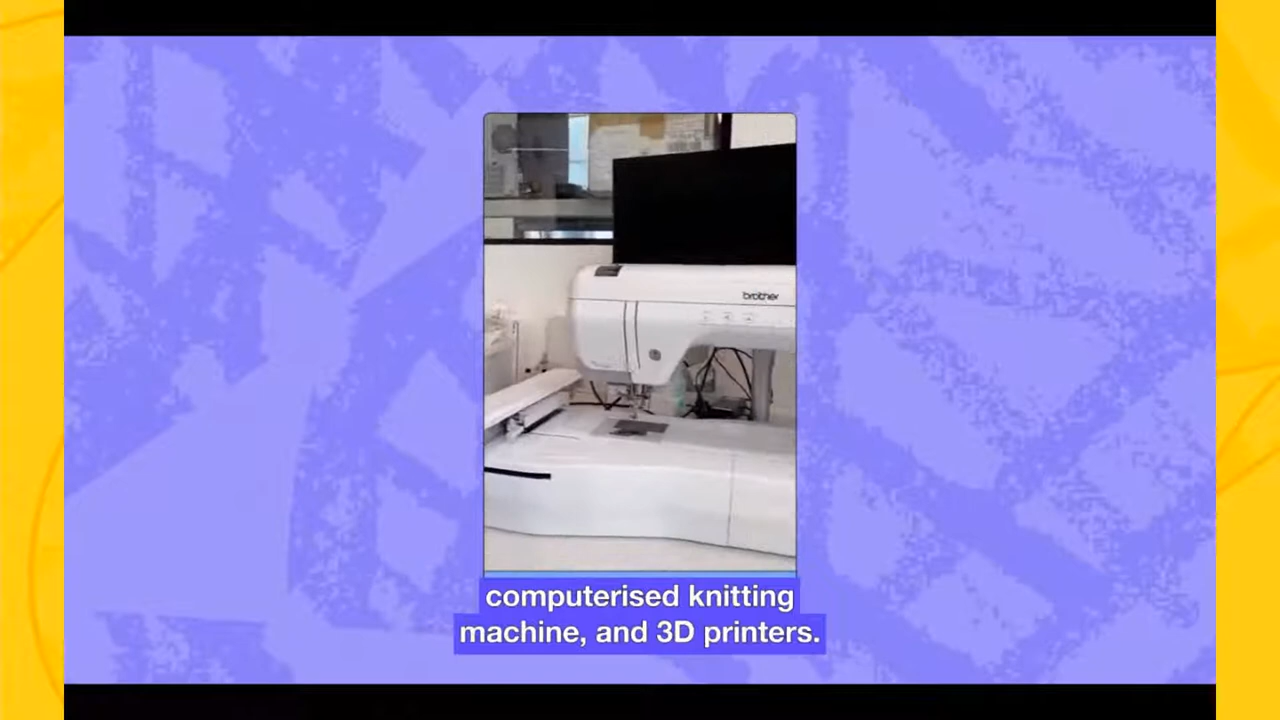 brother
computerised knitting
machine, and 3D printers.